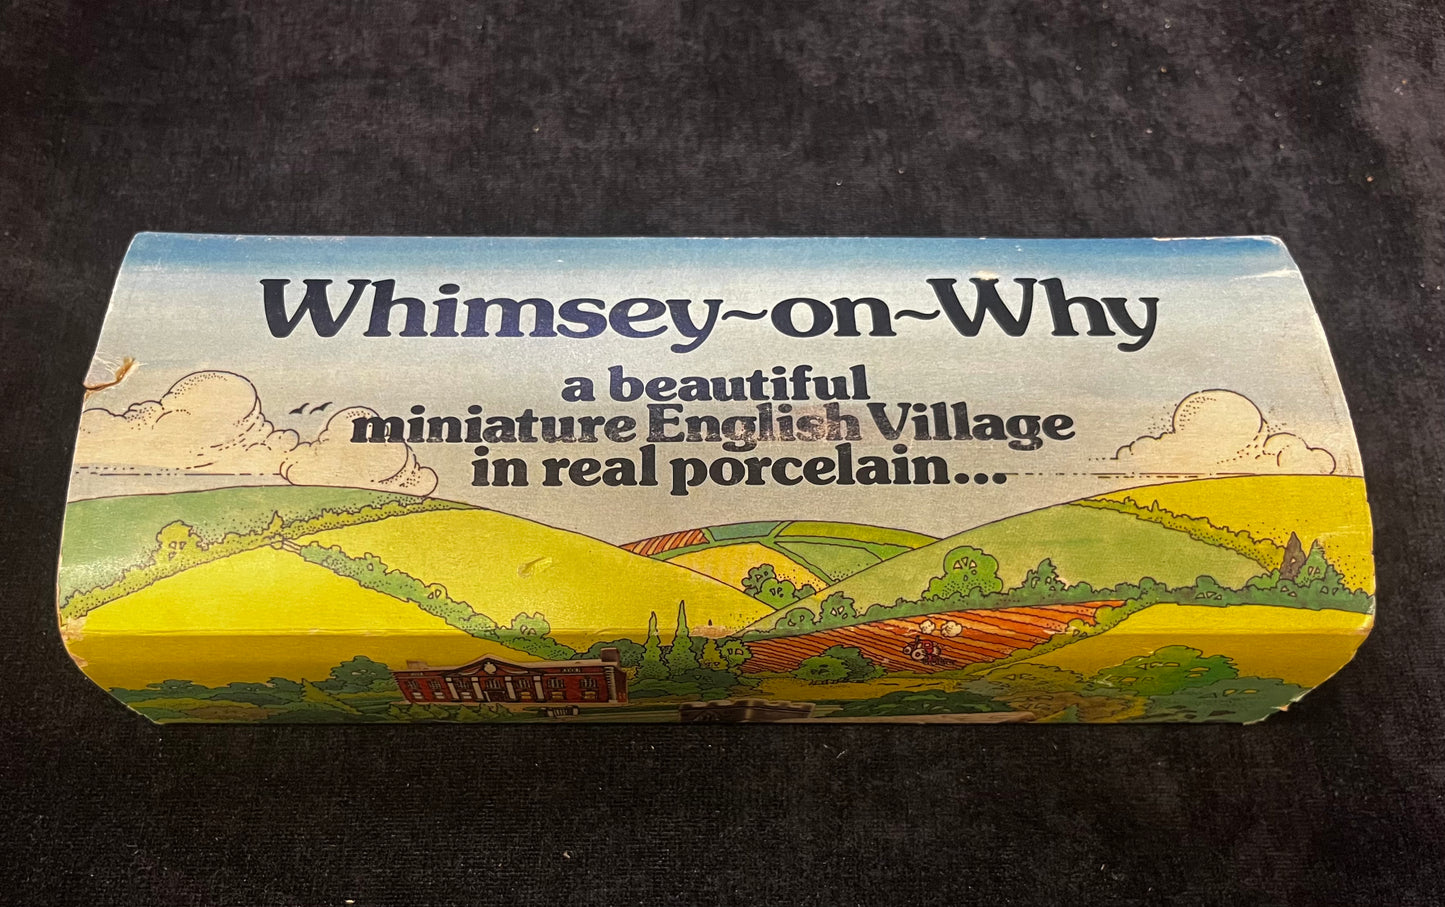 Whimsey~on~Why
a beautiful
miniature English Village
in real porcelain...